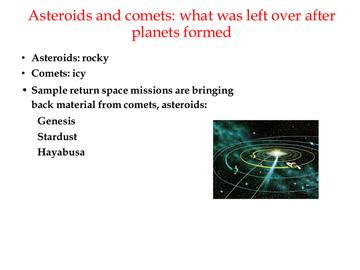 Asteroids and comets: what was left over after
planets formed
• Asteroids: rocky
• Comets: icy
• Sample return space missions are bringing
back material from comets, asteroids:
Genesis
Stardust
Hayabusa